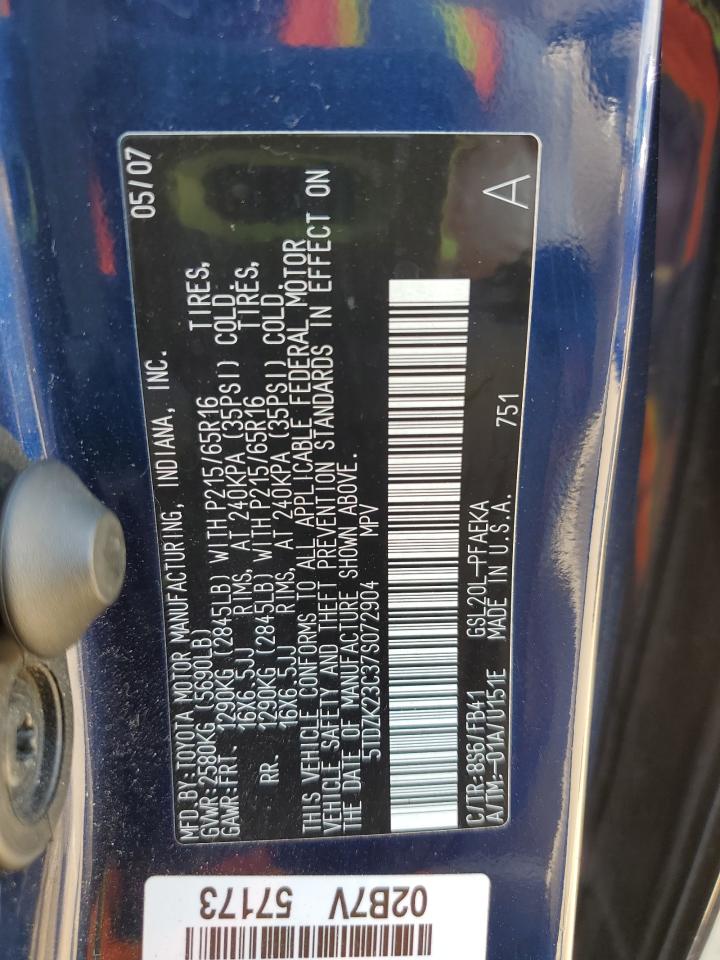 MFD. BY: TOYOTA MOTOR MANUFACTURING, INDIANA, INC. 05/07
GVWR: 2580KG (5690LB)
GAWR: FRT. 1290KG (2845LB) WITH P215/65R16 TIRES,
16X6.5JJ RIMS, AT 240KPA (35PSI) COLD
RR. 1290KG (2845LB) WITH P215/65R16 TIRES,
16X6.5JJ RIMS, AT 240KPA (35PSI) COLD.
THIS VEHICLE CONFORMS TO ALL APPLICABLE FEDERAL MOTOR
VEHICLE SAFETY AND THEFT PREVENTION STANDARDS IN EFFECT ON
THE DATE OF MANUFACTURE SHOWN ABOVE.
5TDZK23C37S072904 MPV
C/TR: 8S6/FB41 GSL20L-PFAEKA 751 A
A/TM: -01A/U151E MADE IN U.S.A.
02B7V
57173